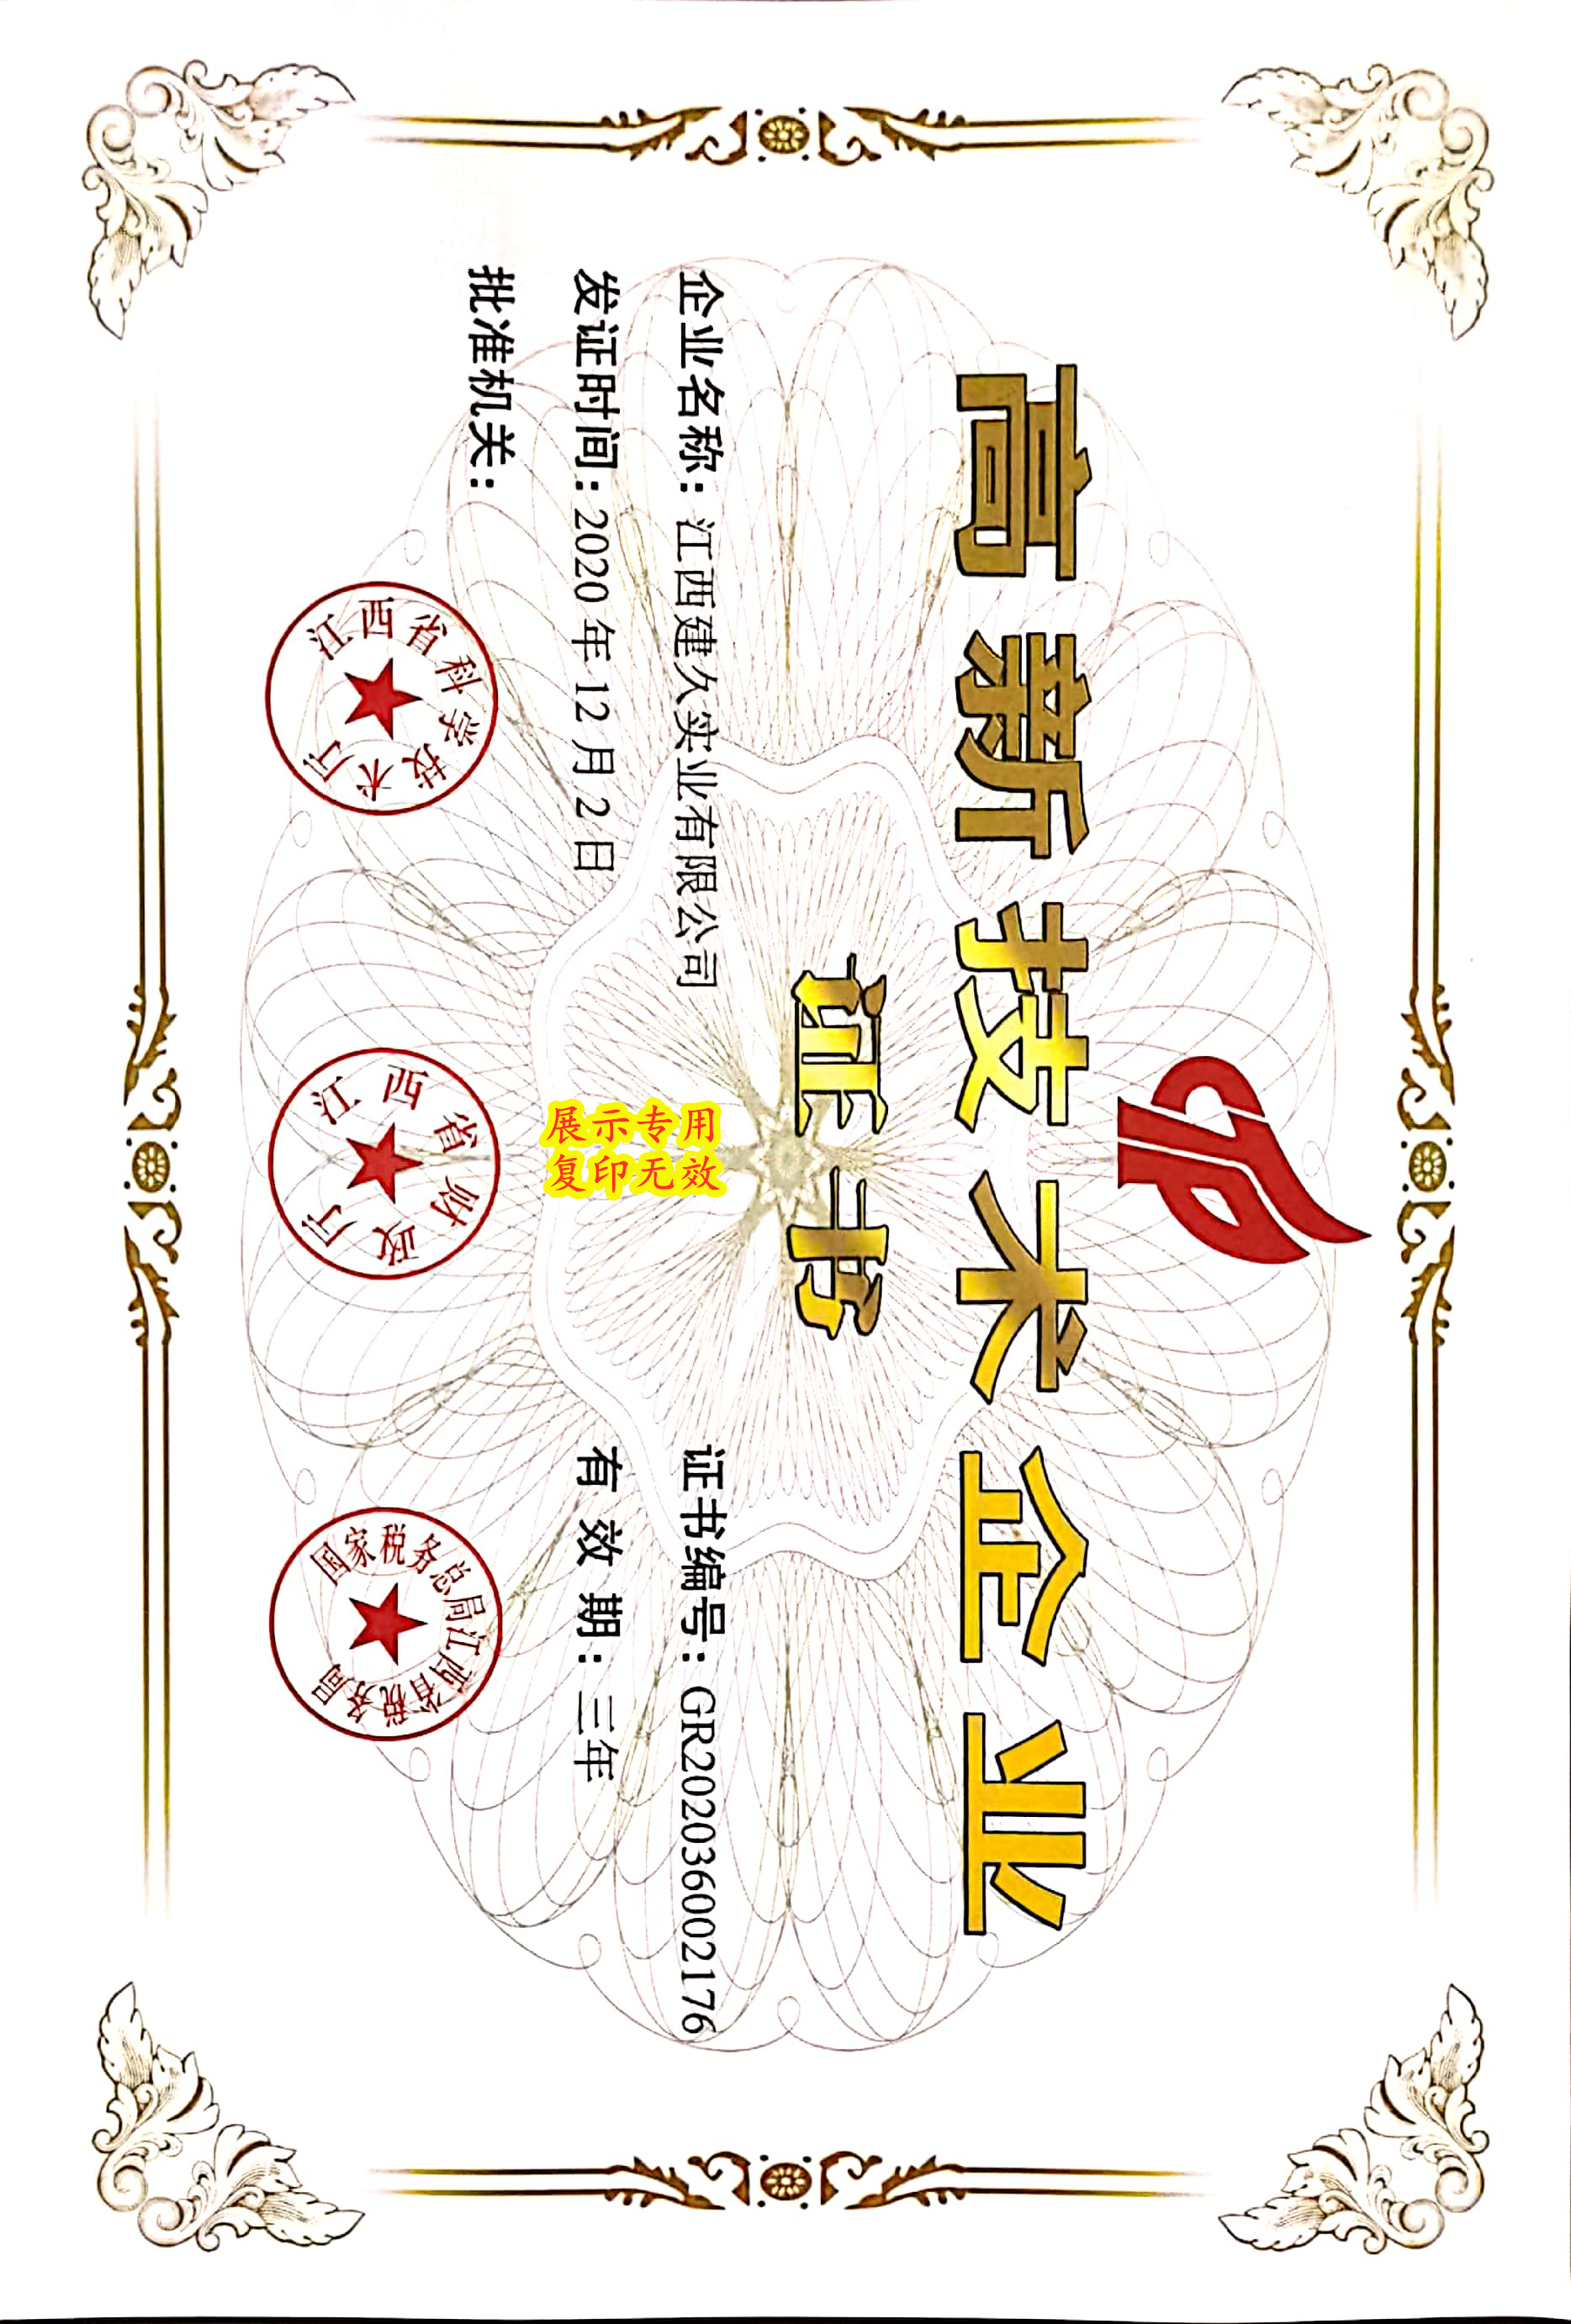 高新技术企业
证书
企业名称：江西建久实业有限公司
证书编号：GR202036002176
发证时间：2020年12月2日
有效期：三年
批准机关：
江西省科学技术厅
江西省财政厅
国家税务总局江西省税务局
展示专用
复印无效